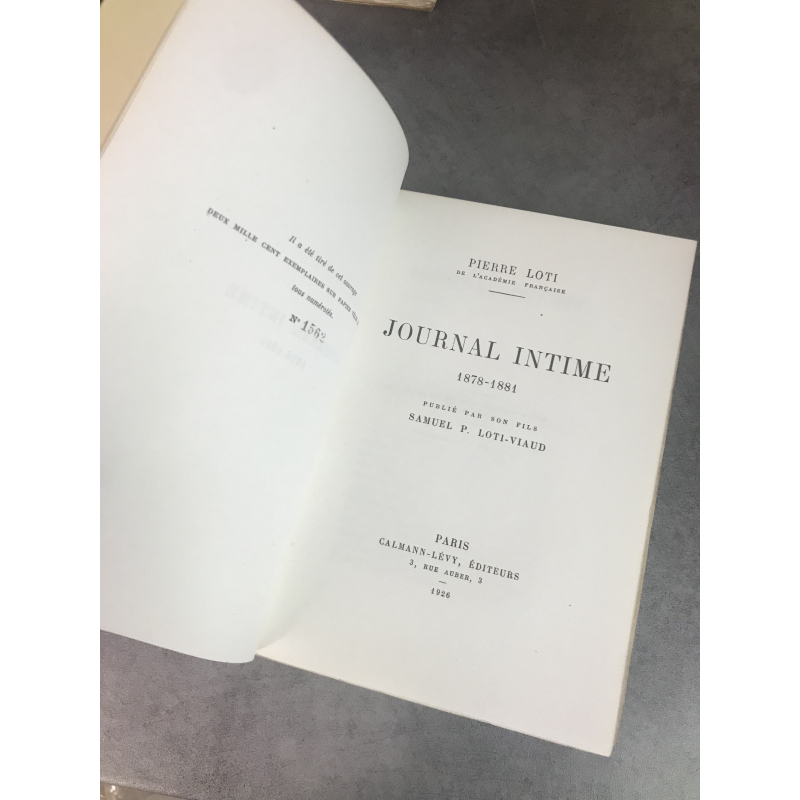 Il a été tiré de cet ouvrage
DEUX MILLE CENT EXEMPLAIRES SUR PAPIER
tous numérotés.
N° 1562
PIERRE LOTI
DE L'ACADÉMIE FRANÇAISE
JOURNAL INTIME
1878-1881
PUBLIÉ PAR SON FILS
SAMUEL P. LOTI-VIAUD
PARIS
CALMANN-LÉVY, ÉDITEURS
3, RUE AUBER, 3
1926